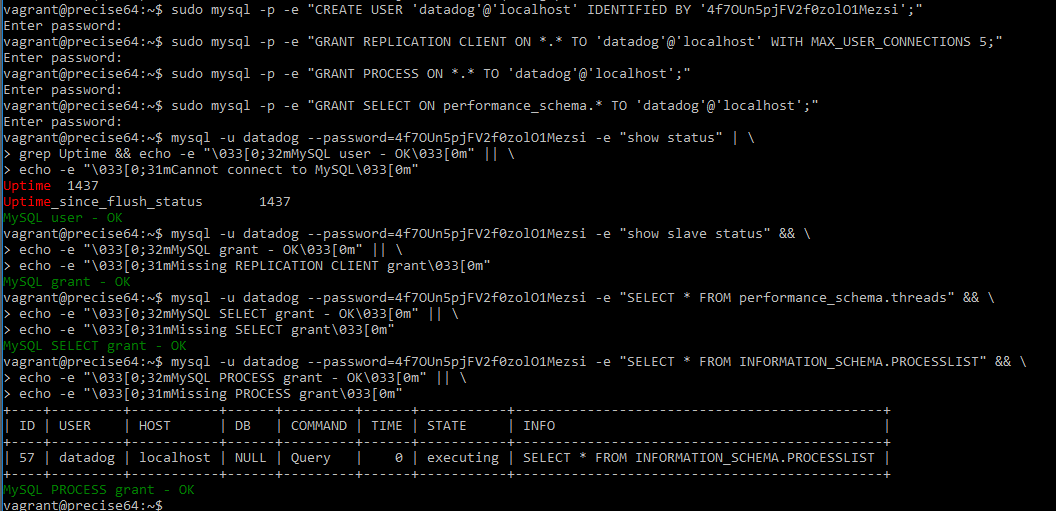 vagrant@precise64:~$ sudo mysql -p -e "CREATE USER 'datadog'@'localhost' IDENTIFIED BY '4f7OUn5pjFV2f0zolO1Mezsi';"
Enter password:
vagrant@precise64:~$ sudo mysql -p -e "GRANT REPLICATION CLIENT ON *.* TO 'datadog'@'localhost' WITH MAX_USER_CONNECTIONS 5;"
Enter password:
vagrant@precise64:~$ sudo mysql -p -e "GRANT PROCESS ON *.* TO 'datadog'@'localhost';"
Enter password:
vagrant@precise64:~$ sudo mysql -p -e "GRANT SELECT ON performance_schema.* TO 'datadog'@'localhost';"
Enter password:
vagrant@precise64:~$ mysql -u datadog --password=4f7OUn5pjFV2f0zolO1Mezsi -e "show status" | \
> grep Uptime && echo -e "\033[0;32mMySQL user - OK\033[0m" || \
> echo -e "\033[0;31mCannot connect to MySQL\033[0m"
Uptime  1437
Uptime_since_flush_status       1437
MySQL user - OK
vagrant@precise64:~$ mysql -u datadog --password=4f7OUn5pjFV2f0zolO1Mezsi -e "show slave status" && \
> echo -e "\033[0;32mMySQL grant - OK\033[0m" || \
> echo -e "\033[0;31mMissing REPLICATION CLIENT grant\033[0m"
MySQL grant - OK
vagrant@precise64:~$ mysql -u datadog --password=4f7OUn5pjFV2f0zolO1Mezsi -e "SELECT * FROM performance_schema.threads" && \
> echo -e "\033[0;32mMySQL SELECT grant - OK\033[0m" || \
> echo -e "\033[0;31mMissing SELECT grant\033[0m"
MySQL SELECT grant - OK
vagrant@precise64:~$ mysql -u datadog --password=4f7OUn5pjFV2f0zolO1Mezsi -e "SELECT * FROM INFORMATION_SCHEMA.PROCESSLIST" && \
> echo -e "\033[0;32mMySQL PROCESS grant - OK\033[0m" || \
> echo -e "\033[0;31mMissing PROCESS grant\033[0m"
+----+---------+-----------+------+---------+------+-----------+----------------------------------------------+
| ID | USER    | HOST      | DB   | COMMAND | TIME | STATE     | INFO                                         |
+----+---------+-----------+------+---------+------+-----------+----------------------------------------------+
| 57 | datadog | localhost | NULL | Query   |    0 | executing | SELECT * FROM INFORMATION_SCHEMA.PROCESSLIST |
+----+---------+-----------+------+---------+------+-----------+----------------------------------------------+
MySQL PROCESS grant - OK
vagrant@precise64:~$